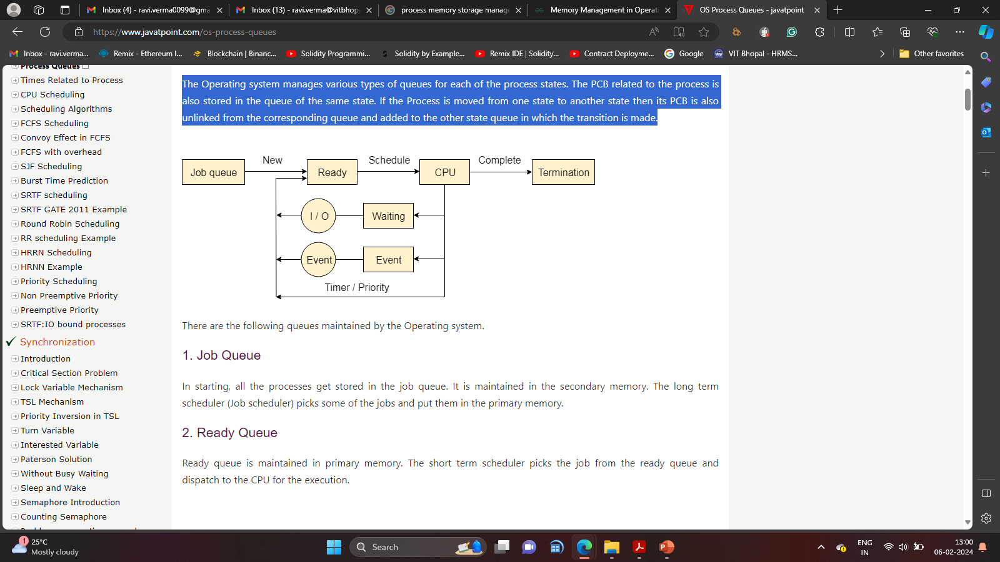 Inbox (4) - ravi.verma0099@gma
Inbox (13) - ravi.verma@vitbhopa
process memory storage manage
Memory Management in Operati
OS Process Queues - javatpoint
https://www.javatpoint.com/os-process-queues
Inbox - ravi.verma...
Remix - Ethereum I...
Blockchain | Binanc...
Solidity Programmi...
Solidity by Example...
Remix IDE | Solidity...
Contract Deployme...
Google
VIT Bhopal - HRMS...
Other favorites
Process Queues
Times Related to Process
CPU Scheduling
Scheduling Algorithms
FCFS Scheduling
Convoy Effect in FCFS
FCFS with overhead
SJF Scheduling
Burst Time Prediction
SRTF scheduling
SRTF GATE 2011 Example
Round Robin Scheduling
RR scheduling Example
HRRN Scheduling
HRNN Example
Priority Scheduling
Non Preemptive Priority
Preemptive Priority
SRTF:IO bound processes
Synchronization
Introduction
Critical Section Problem
Lock Variable Mechanism
TSL Mechanism
Priority Inversion in TSL
Turn Variable
Interested Variable
Paterson Solution
Without Busy Waiting
Sleep and Wake
Semaphore Introduction
Counting Semaphore
The Operating system manages various types of queues for each of the process states. The PCB related to the process is
also stored in the queue of the same state. If the Process is moved from one state to another state then its PCB is also
unlinked from the corresponding queue and added to the other state queue in which the transition is made.
New
Schedule
Complete
Job queue
Ready
CPU
Termination
I / O
Waiting
Event
Event
Timer / Priority
There are the following queues maintained by the Operating system.
1. Job Queue
In starting, all the processes get stored in the job queue. It is maintained in the secondary memory. The long term
scheduler (Job scheduler) picks some of the jobs and put them in the primary memory.
2. Ready Queue
Ready queue is maintained in primary memory. The short term scheduler picks the job from the ready queue and
dispatch to the CPU for the execution.
1
25°C
Mostly cloudy
Search
ENG
IN
13:00
06-02-2024